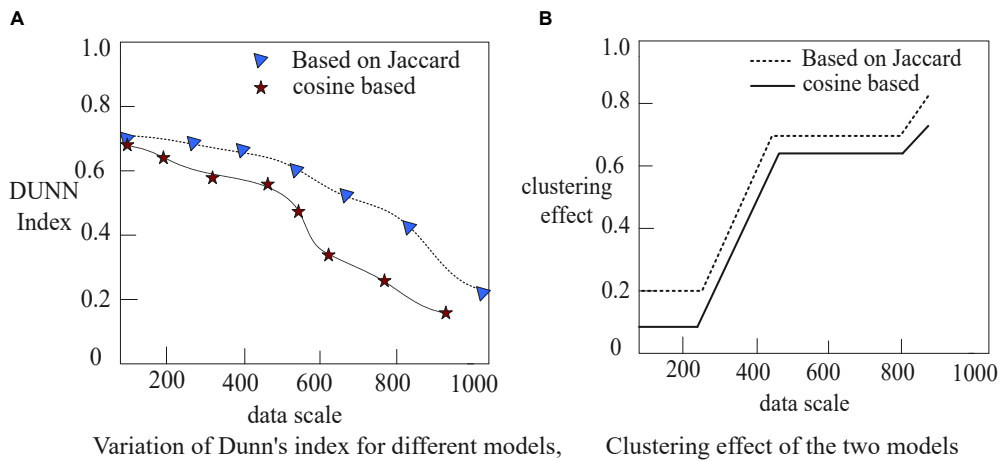 A
1.0
0.8
0.6
0.4
0.2
0
DUNN
Index
Based on Jaccard
cosine based
200 400 600 800 1000
data scale
Variation of Dunn's index for different models,
B
1.0
0.8
0.6
0.4
0.2
0
clustering
effect
Based on Jaccard
cosine based
200 400 600 800 1000
data scale
Clustering effect of the two models